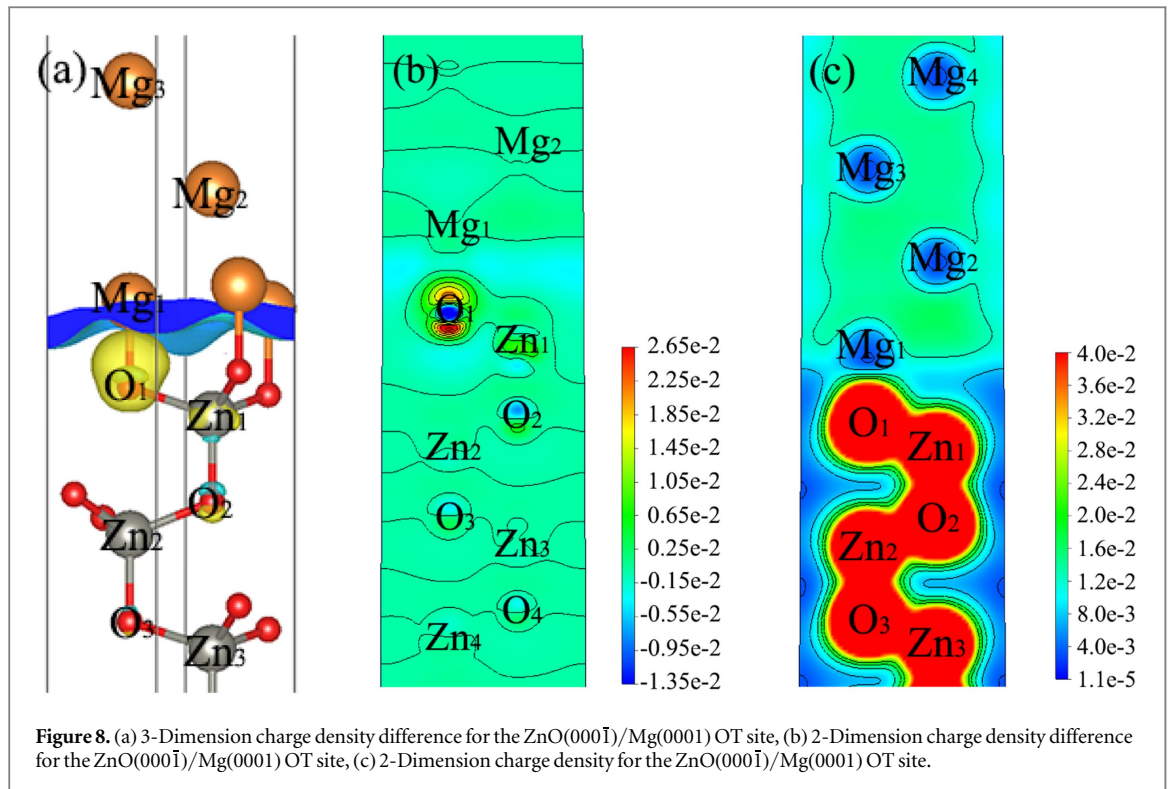 (a)
Mg3
Mg2
Mg1
O1
Zn1
O2
Zn2
O3
Zn3
(b)
Mg2
Mg1
O1
Zn1
O2
Zn2
O3
Zn3
O4
Zn4
2.65e-2
2.25e-2
1.85e-2
1.45e-2
1.05e-2
0.65e-2
0.25e-2
-0.15e-2
-0.55e-2
-0.95e-2
-1.35e-2
(c)
Mg4
Mg3
Mg2
Mg1
O1
Zn1
O2
Zn2
O3
Zn3
4.0e-2
3.6e-2
3.2e-2
2.8e-2
2.4e-2
2.0e-2
1.6e-2
1.2e-2
8.0e-3
4.0e-3
1.1e-5
Figure 8. (a) 3-Dimension charge density difference for the ZnO(0001̄)/Mg(0001) OT site, (b) 2-Dimension charge density difference
for the ZnO(0001̄)/Mg(0001) OT site, (c) 2-Dimension charge density for the ZnO(0001̄)/Mg(0001) OT site.